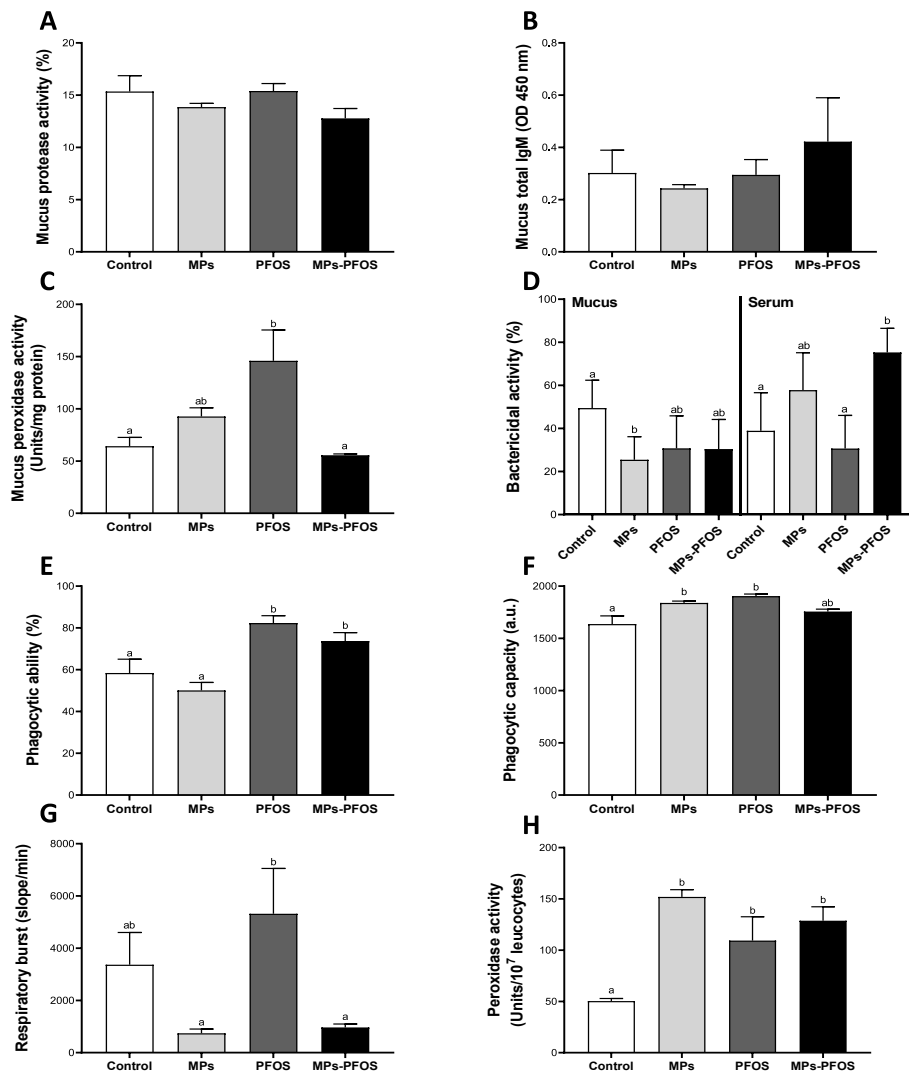 A
Mucus protease activity (%)
20
15
10
5
0
Control MPs PFOS MPs-PFOS
B
Mucus total IgM (OD 450 nm)
0.8
0.6
0.4
0.2
0.0
Control MPs PFOS MPs-PFOS
C
Mucus peroxidase activity
(Units/mg protein)
200
150
100
50
0
a ab b a
Control MPs PFOS MPs-PFOS
D
Mucus Serum
Bactericidal activity (%)
100
80
60
40
20
0
a b ab ab a ab a b
Control MPs PFOS MPs-PFOS Control MPs PFOS MPs-PFOS
E
Phagocytic ability (%)
100
80
60
40
20
0
a a b b
Control MPs PFOS MPs-PFOS
F
Phagocytic capacity (a.u.)
2000
1500
1000
500
0
a b b ab
Control MPs PFOS MPs-PFOS
G
Respiratory burst (slope/min)
8000
6000
4000
2000
0
ab a b a
Control MPs PFOS MPs-PFOS
H
Peroxidase activity
(Units/10⁷ leucocytes)
200
150
100
50
0
a b b b
Control MPs PFOS MPs-PFOS